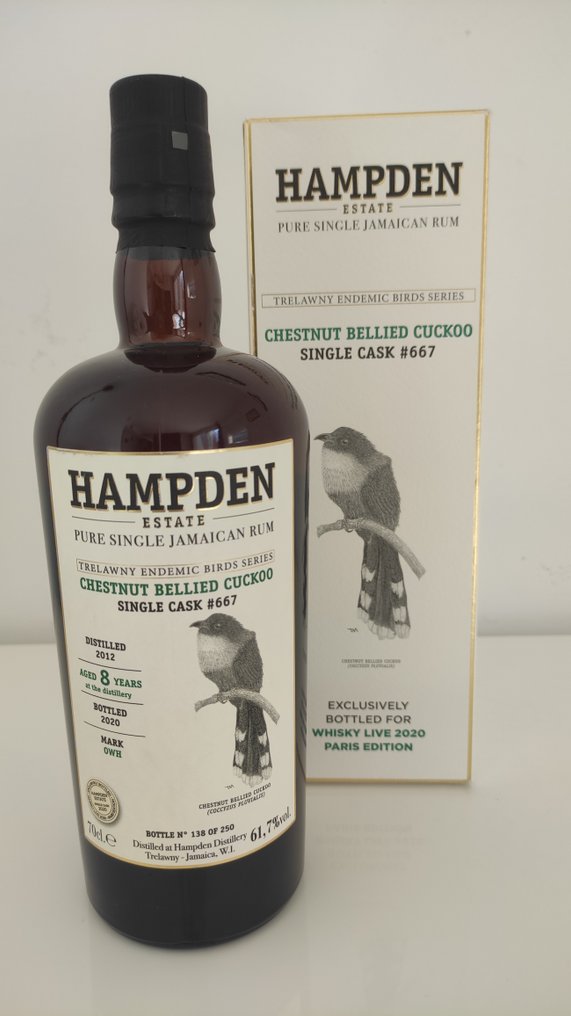 HAMPDEN
ESTATE
PURE SINGLE JAMAICAN RUM
TRELAWNY ENDEMIC BIRDS SERIES
CHESTNUT BELLIED CUCKOO
SINGLE CASK #667
DISTILLED
2012
AGED 8 YEARS
at the distillery
BOTTLED
2020
MARK
OWH
CHESTNUT BELLIED CUCKOO
(COCCYZUS PLUVIALIS)
70cl.e
BOTTLE N° 138 OF 250
Distilled at Hampden Distillery
Trelawny - Jamaica, W.I.
61,7%vol.
HAMPDEN
ESTATE
PURE SINGLE JAMAICAN RUM
TRELAWNY ENDEMIC BIRDS SERIES
CHESTNUT BELLIED CUCKOO
SINGLE CASK #667
CHESTNUT BELLIED CUCKOO
(COCCYZUS PLUVIALIS)
EXCLUSIVELY
BOTTLED FOR
WHISKY LIVE 2020
PARIS EDITION